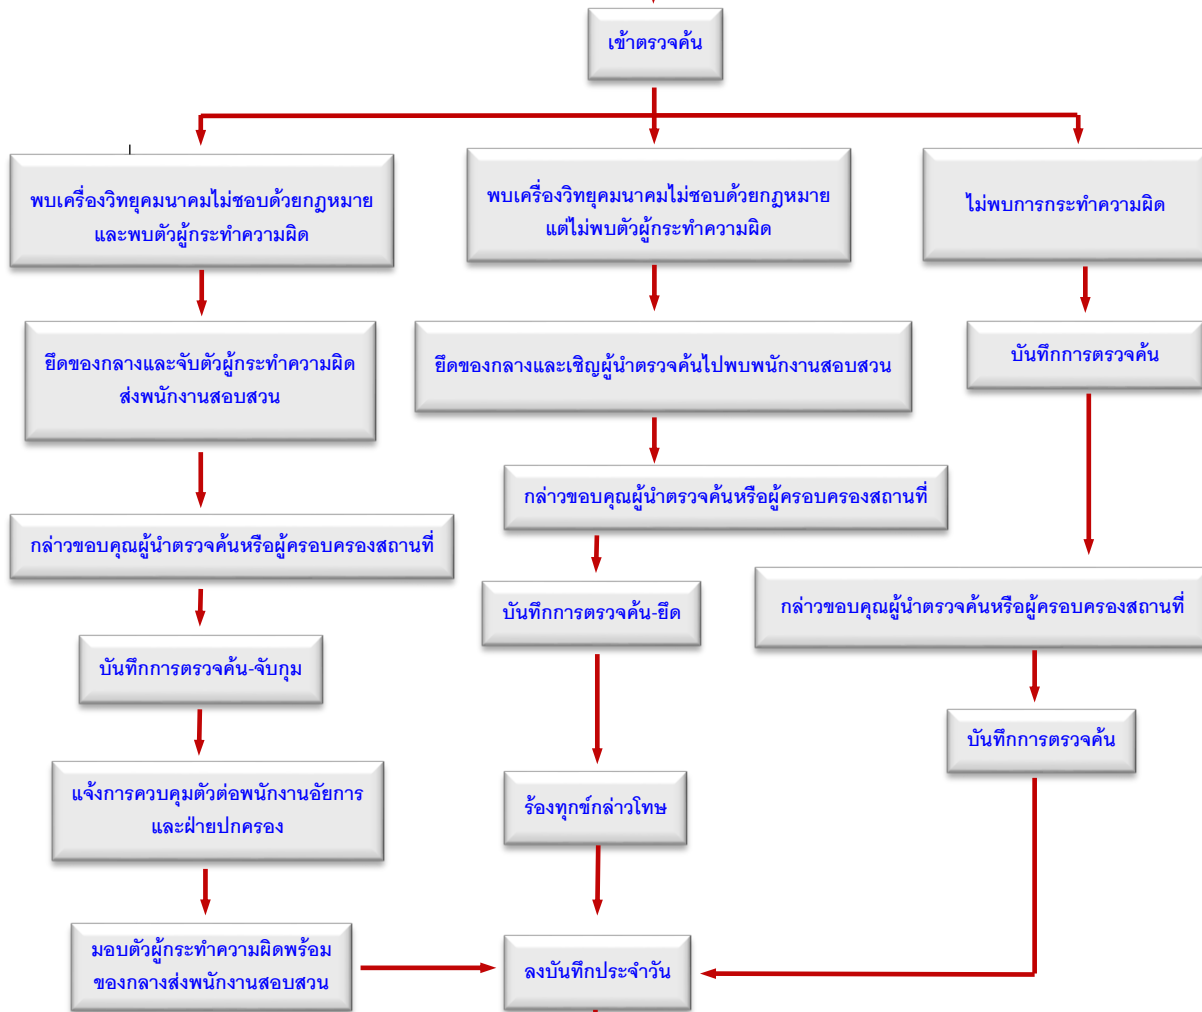 เข้าตรวจค้น
พบเครื่องวิทยุคมนาคมไม่ชอบด้วยกฎหมาย
และพบตัวผู้กระทำความผิด
พบเครื่องวิทยุคมนาคมไม่ชอบด้วยกฎหมาย
แต่ไม่พบตัวผู้กระทำความผิด
ไม่พบการกระทำความผิด
ยึดของกลางและจับตัวผู้กระทำความผิด
ส่งพนักงานสอบสวน
ยึดของกลางและเชิญผู้นำตรวจค้นไปพบพนักงานสอบสวน
บันทึกการตรวจค้น
กล่าวขอบคุณผู้นำตรวจค้นหรือผู้ครอบครองสถานที่
กล่าวขอบคุณผู้นำตรวจค้นหรือผู้ครอบครองสถานที่
กล่าวขอบคุณผู้นำตรวจค้นหรือผู้ครอบครองสถานที่
บันทึกการตรวจค้น-จับกุม
บันทึกการตรวจค้น-ยึด
บันทึกการตรวจค้น
แจ้งการควบคุมตัวต่อพนักงานอัยการ
และฝ่ายปกครอง
ร้องทุกข์กล่าวโทษ
มอบตัวผู้กระทำความผิดพร้อม
ของกลางส่งพนักงานสอบสวน
ลงบันทึกประจำวัน